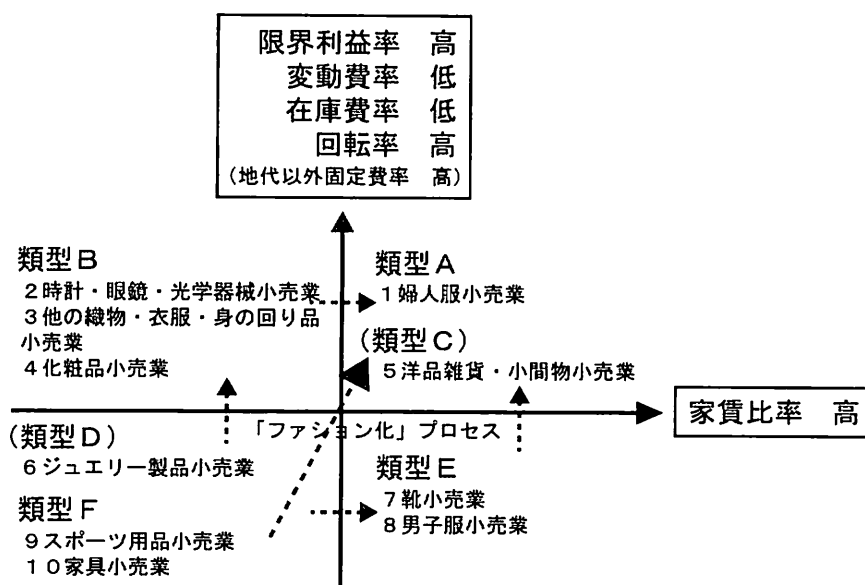 限界利益率 高
変動費率 低
在庫費率 低
回転率 高
(地代以外固定費率 高)
類型B
2時計・眼鏡・光学器械小売業
3他の織物・衣服・身の回り品
小売業
4化粧品小売業
類型A
1婦人服小売業
(類型C)
5洋品雑貨・小間物小売業
家賃比率 高
「ファション化」プロセス
(類型D)
6ジュエリー製品小売業
類型E
7靴小売業
8男子服小売業
類型F
9スポーツ用品小売業
10家具小売業